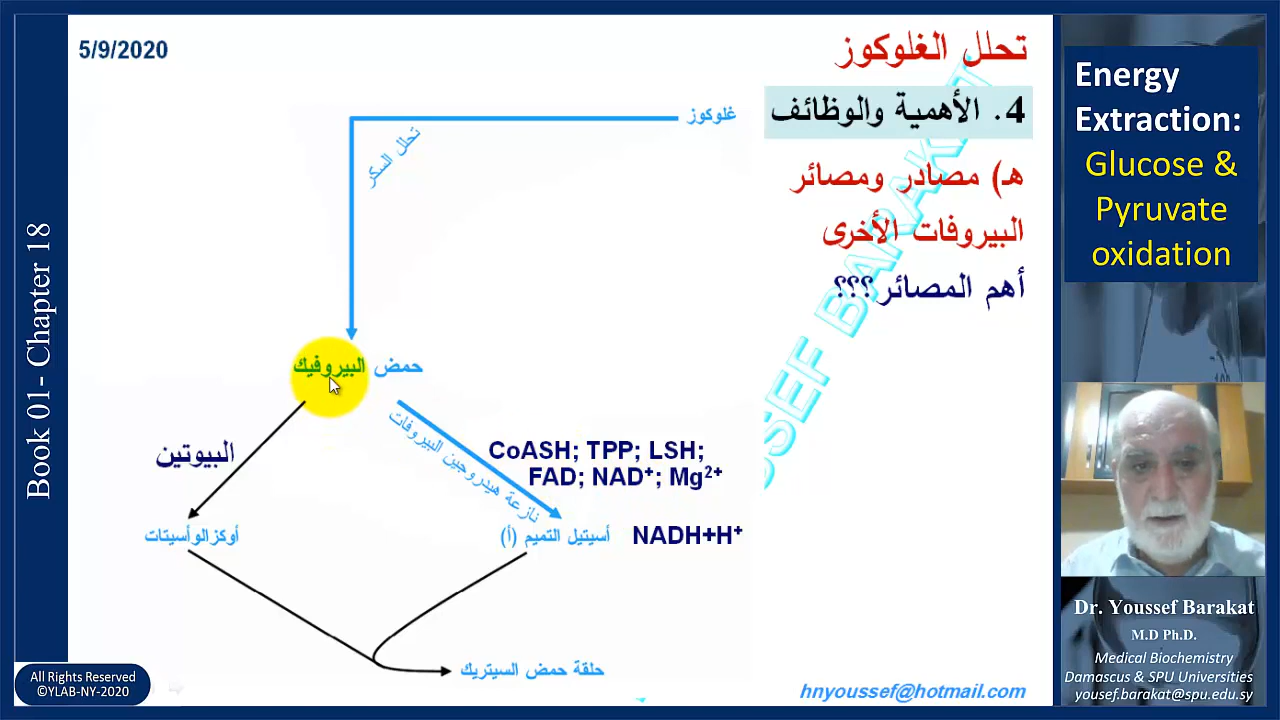 5/9/2020
تحلل الغلوكوز
4. الأهمية والوظائف
هـ) مصادر ومصائر
البيروفات الأخرى
أهم المصائر؟؟؟
غلوكوز
تحلل السكر
حمض البيروفيك
البيوتين
نازعة هيدروجين البيروفات
CoASH; TPP; LSH;
FAD; NAD⁺; Mg²⁺
أوكزالوأسيتات
أسيتيل التميم (أ)
NADH+H⁺
حلقة حمض السيتريك
hnyoussef@hotmail.com
Book 01- Chapter 18
All Rights Reserved
©YLAB-NY-2020
Energy
Extraction:
Glucose &
Pyruvate
oxidation
Dr. Youssef Barakat
M.D Ph.D.
Medical Biochemistry
Damascus & SPU Universities
yousef.barakat@spu.edu.sy